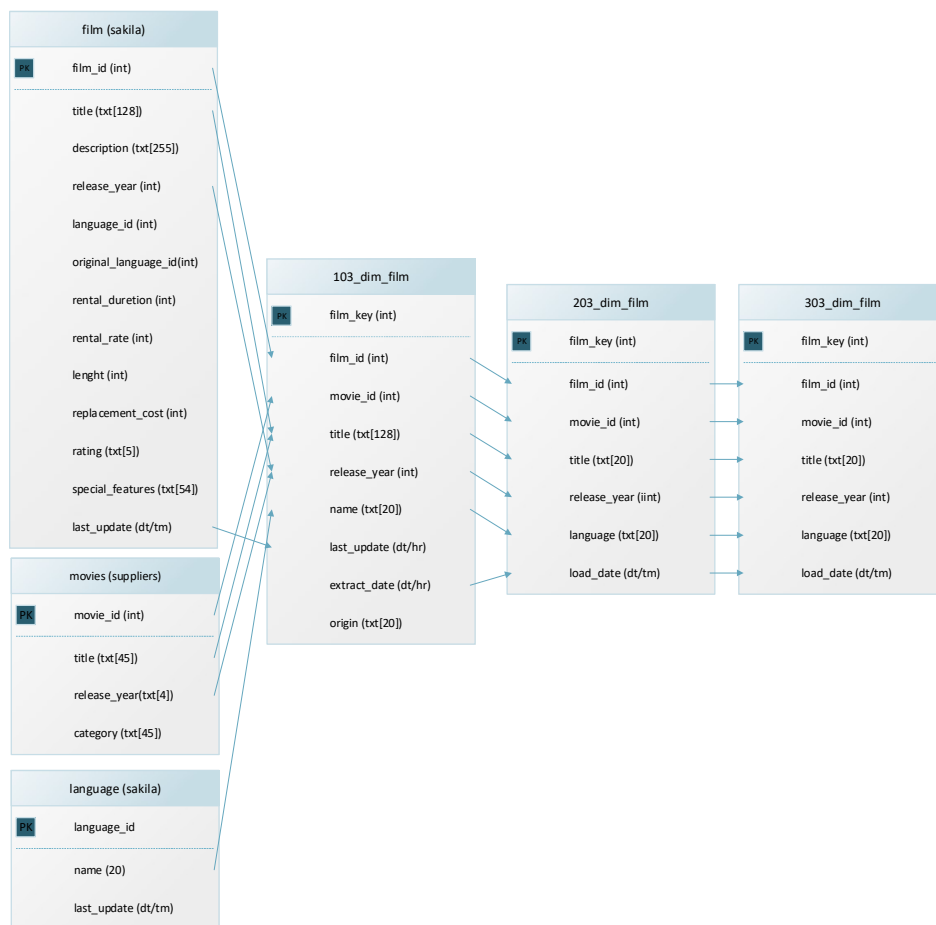 film (sakila)
PK film_id (int)
title (txt[128])
description (txt[255])
release_year (int)
language_id (int)
original_language_id(int)
rental_duretion (int)
rental_rate (int)
lenght (int)
replacement_cost (int)
rating (txt[5])
special_features (txt[54])
last_update (dt/tm)
movies (suppliers)
PK movie_id (int)
title (txt[45])
release_year(txt[4])
category (txt[45])
language (sakila)
PK language_id
name (20)
last_update (dt/tm)
103_dim_film
PK film_key (int)
film_id (int)
movie_id (int)
title (txt[128])
release_year (int)
name (txt[20])
last_update (dt/hr)
extract_date (dt/hr)
origin (txt[20])
203_dim_film
PK film_key (int)
film_id (int)
movie_id (int)
title (txt[20])
release_year (iint)
language (txt[20])
load_date (dt/tm)
303_dim_film
PK film_key (int)
film_id (int)
movie_id (int)
title (txt[20])
release_year (int)
language (txt[20])
load_date (dt/tm)